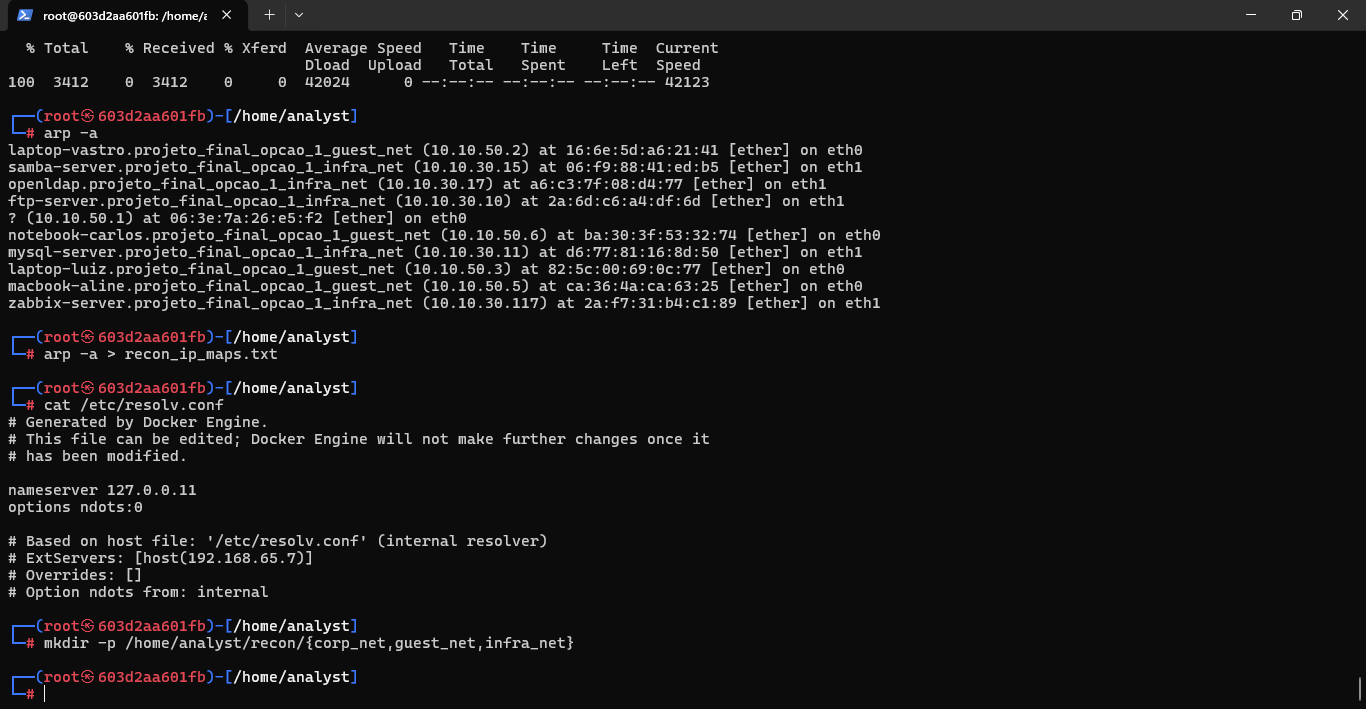 root@603d2aa601fb: /home/a
% Total % Received % Xferd Average Speed Time Time Time Current
Dload Upload Total Spent Left Speed
100 3412 0 3412 0 0 42024 0 --:--:-- --:--:-- --:--:-- 42123
┌──(root㉿603d2aa601fb)-[/home/analyst]
└─# arp -a
laptop-vastro.projeto_final_opcao_1_guest_net (10.10.50.2) at 16:6e:5d:a6:21:41 [ether] on eth0
samba-server.projeto_final_opcao_1_infra_net (10.10.30.15) at 06:f9:88:41:ed:b5 [ether] on eth1
openldap.projeto_final_opcao_1_infra_net (10.10.30.17) at a6:c3:7f:08:d4:77 [ether] on eth1
ftp-server.projeto_final_opcao_1_infra_net (10.10.30.10) at 2a:6d:c6:a4:df:6d [ether] on eth1
? (10.10.50.1) at 06:3e:7a:26:e5:f2 [ether] on eth0
notebook-carlos.projeto_final_opcao_1_guest_net (10.10.50.6) at ba:30:3f:53:32:74 [ether] on eth0
mysql-server.projeto_final_opcao_1_infra_net (10.10.30.11) at d6:77:81:16:8d:50 [ether] on eth1
laptop-luiz.projeto_final_opcao_1_guest_net (10.10.50.3) at 82:5c:00:69:0c:77 [ether] on eth0
macbook-aline.projeto_final_opcao_1_guest_net (10.10.50.5) at ca:36:4a:ca:63:25 [ether] on eth0
zabbix-server.projeto_final_opcao_1_infra_net (10.10.30.117) at 2a:f7:31:b4:c1:89 [ether] on eth1
┌──(root㉿603d2aa601fb)-[/home/analyst]
└─# arp -a > recon_ip_maps.txt
┌──(root㉿603d2aa601fb)-[/home/analyst]
└─# cat /etc/resolv.conf
# Generated by Docker Engine.
# This file can be edited; Docker Engine will not make further changes once it
# has been modified.
nameserver 127.0.0.11
options ndots:0
# Based on host file: '/etc/resolv.conf' (internal resolver)
# ExtServers: [host(192.168.65.7)]
# Overrides: []
# Option ndots from: internal
┌──(root㉿603d2aa601fb)-[/home/analyst]
└─# mkdir -p /home/analyst/recon/{corp_net,guest_net,infra_net}
┌──(root㉿603d2aa601fb)-[/home/analyst]
└─#